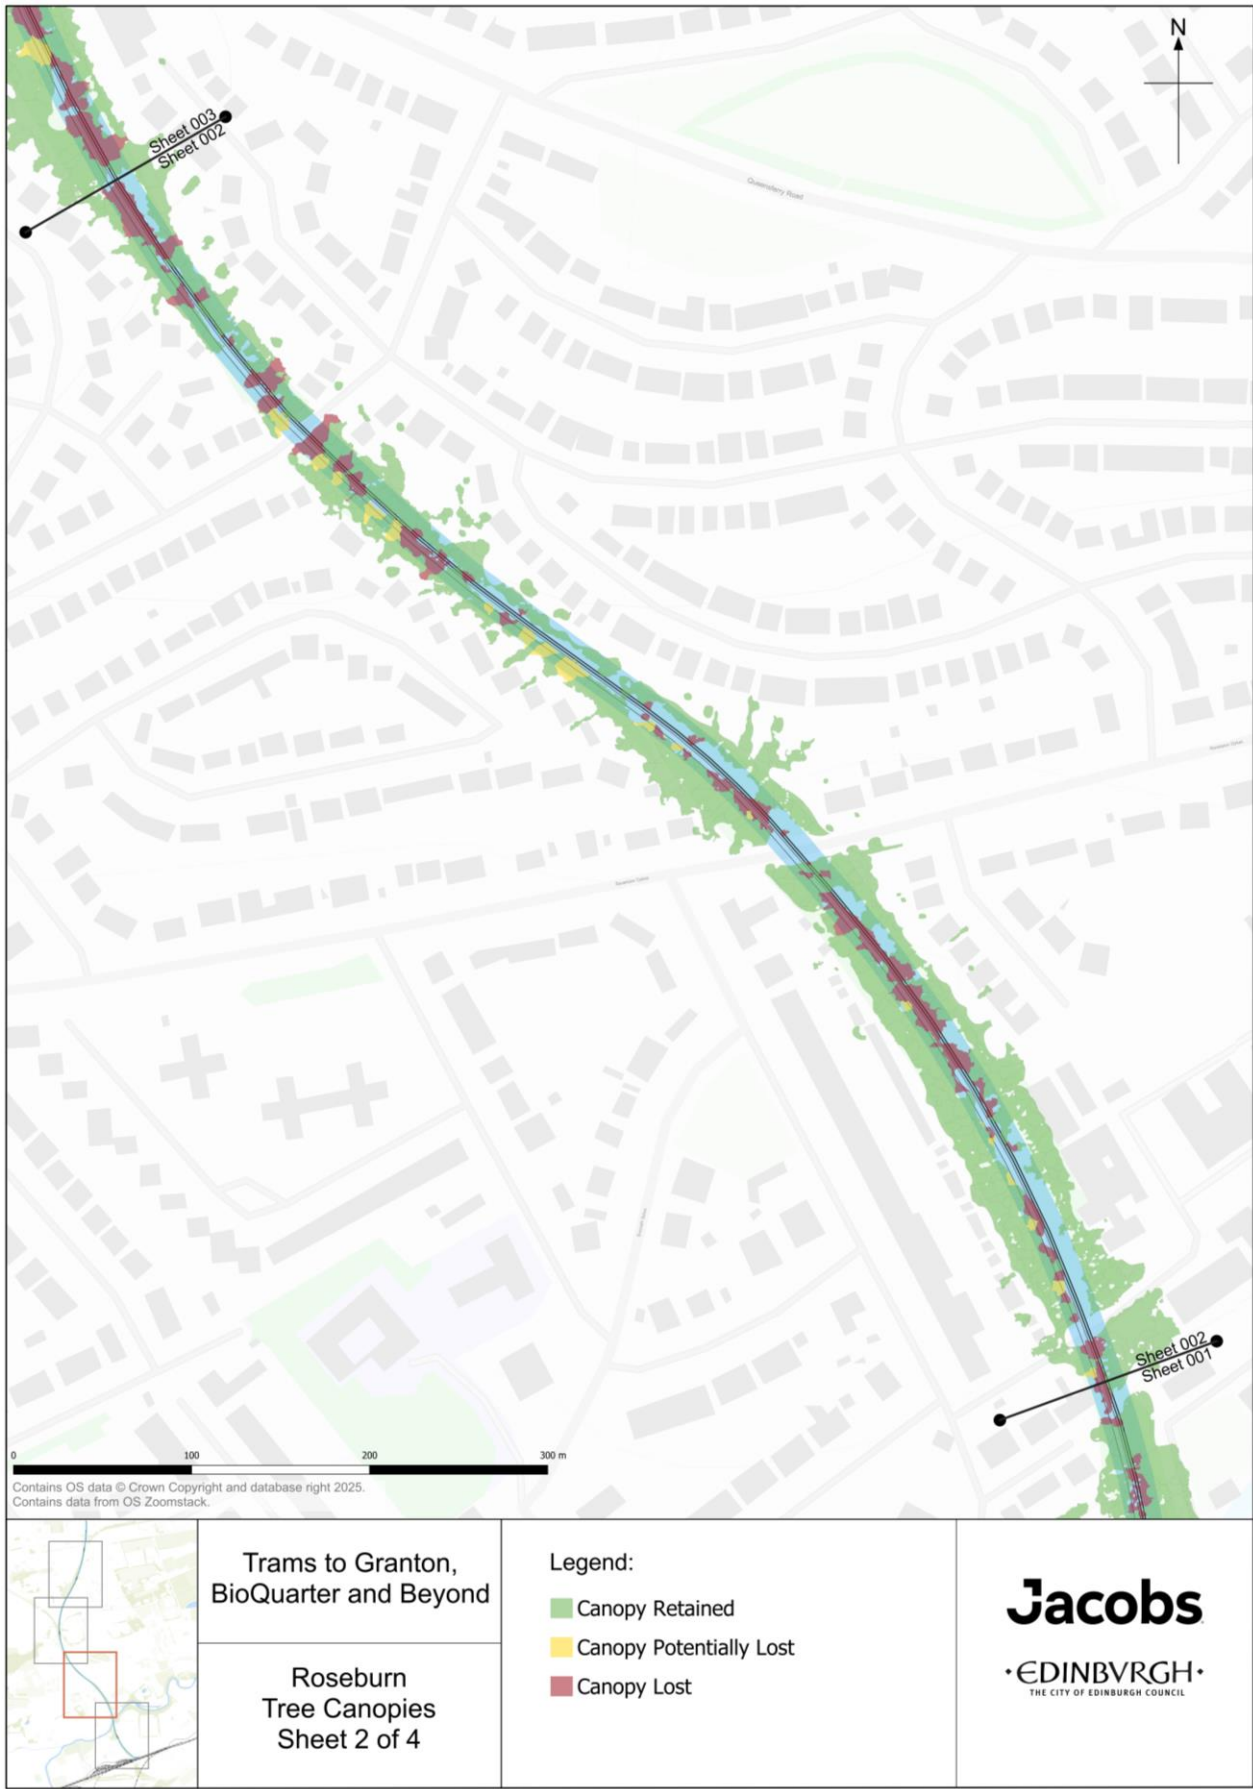 N
Sheet 003
Sheet 002
Queensferry Road
Sheet 002
Sheet 001
0 100 200 300 m
Contains OS data © Crown Copyright and database right 2025.
Contains data from OS Zoomstack.
Trams to Granton,
BioQuarter and Beyond
Roseburn
Tree Canopies
Sheet 2 of 4
Legend:
Canopy Retained
Canopy Potentially Lost
Canopy Lost
Jacobs
•EDINBVRGH•
THE CITY OF EDINBURGH COUNCIL